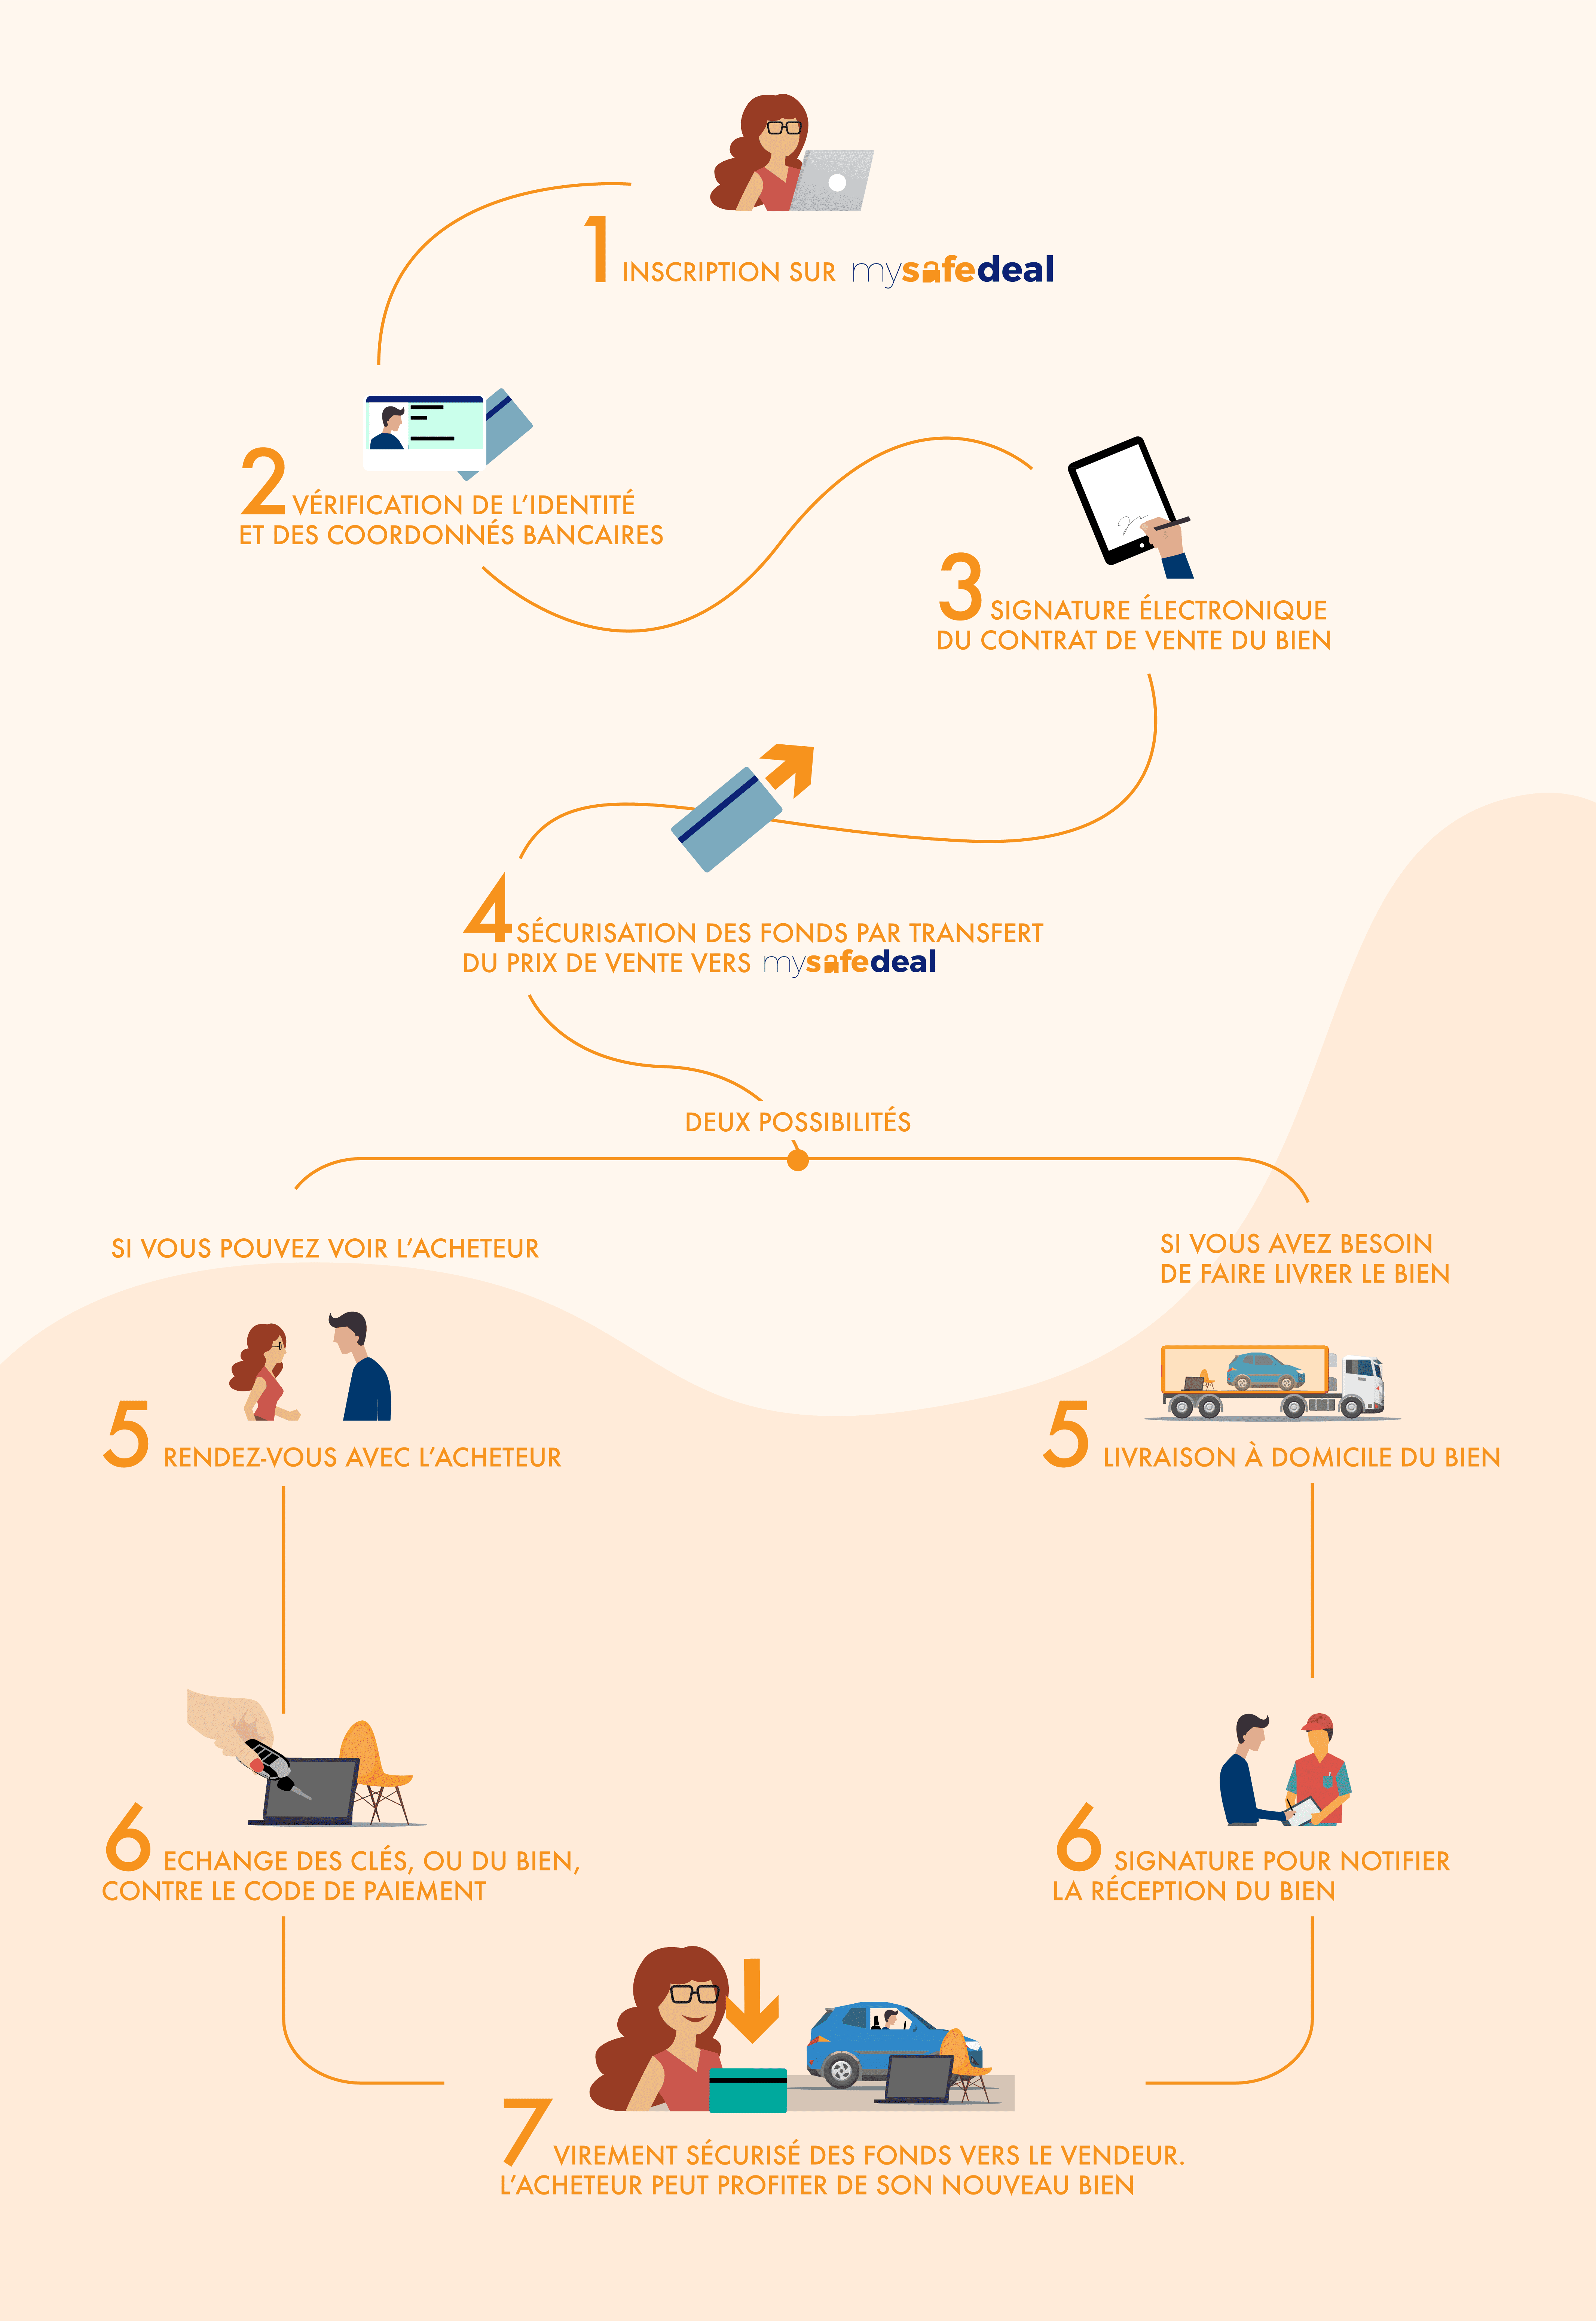 1 INSCRIPTION SUR mysafedeal
2 VÉRIFICATION DE L'IDENTITÉ
ET DES COORDONNÉS BANCAIRES
3 SIGNATURE ÉLECTRONIQUE
DU CONTRAT DE VENTE DU BIEN
4 SÉCURISATION DES FONDS PAR TRANSFERT
DU PRIX DE VENTE VERS mysafedeal
DEUX POSSIBILITÉS
SI VOUS POUVEZ VOIR L'ACHETEUR
5 RENDEZ-VOUS AVEC L'ACHETEUR
6 ECHANGE DES CLÉS, OU DU BIEN,
CONTRE LE CODE DE PAIEMENT
SI VOUS AVEZ BESOIN
DE FAIRE LIVRER LE BIEN
5 LIVRAISON À DOMICILE DU BIEN
6 SIGNATURE POUR NOTIFIER
LA RÉCEPTION DU BIEN
7 VIREMENT SÉCURISÉ DES FONDS VERS LE VENDEUR.
L'ACHETEUR PEUT PROFITER DE SON NOUVEAU BIEN